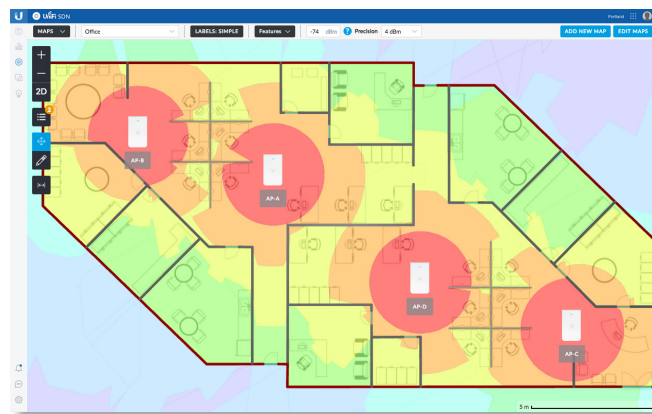 U UniFi SDN Portland
MAPS Office LABELS: SIMPLE Features -74 dBm ? Precision 4 dBm ADD NEW MAP EDIT MAPS
+
−
2D
AP-B
AP-A
AP-D
AP-C
5 m